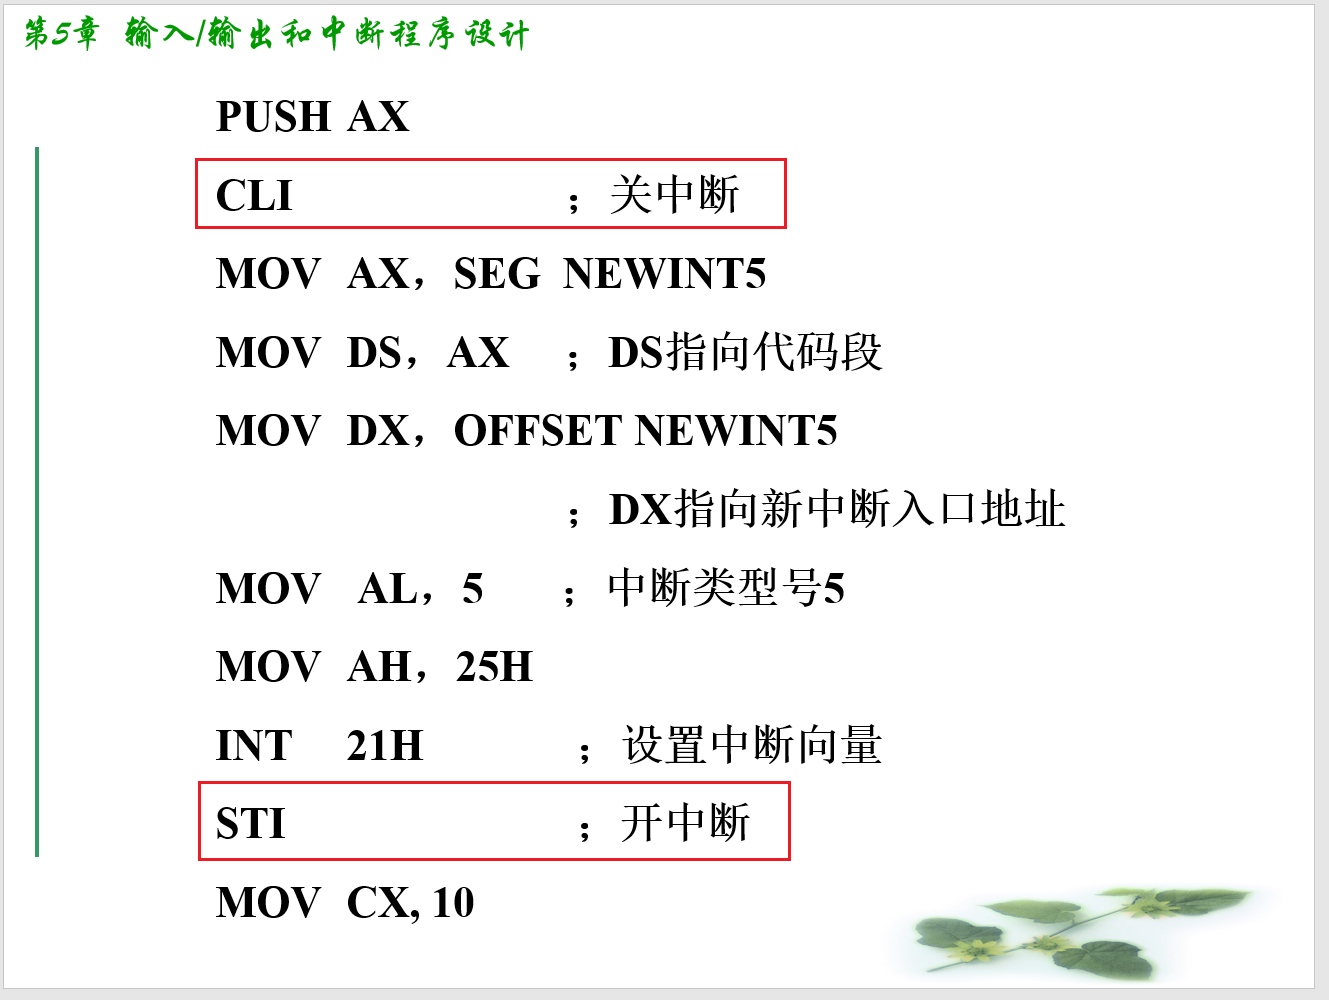 第5章 输入/输出和中断程序设计
PUSH AX
CLI ；关中断
MOV AX，SEG NEWINT5
MOV DS，AX ；DS指向代码段
MOV DX，OFFSET NEWINT5
；DX指向新中断入口地址
MOV AL，5 ；中断类型号5
MOV AH，25H
INT 21H ；设置中断向量
STI ；开中断
MOV CX, 10